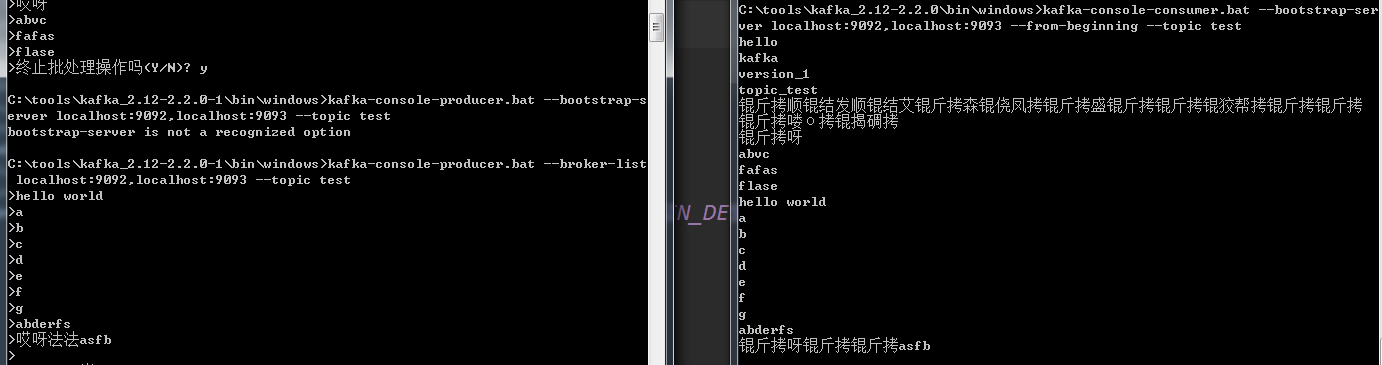 >哎呀
>abvc
>fafas
>flase
>终止批处理操作吗(Y/N)? y
C:\tools\kafka_2.12-2.2.0-1\bin\windows>kafka-console-producer.bat --bootstrap-s
erver localhost:9092,localhost:9093 --topic test
bootstrap-server is not a recognized option
C:\tools\kafka_2.12-2.2.0-1\bin\windows>kafka-console-producer.bat --broker-list
localhost:9092,localhost:9093 --topic test
>hello world
>a
>b
>c
>d
>e
>f
>g
>abderfs
>哎呀法法asfb
>
N_DE
C:\tools\kafka_2.12-2.2.0\bin\windows>kafka-console-consumer.bat --bootstrap-ser
ver localhost:9092,localhost:9093 --from-beginning --topic test
hello
kafka
version_1
topic_test
锟斤拷顺锟结发顺锟结艾锟斤拷森锟侥凤拷锟斤拷盛锟斤拷锟斤拷锟狡帮拷锟斤拷锟斤拷
锟斤拷喽ㄛ拷锟揭碉拷
锟斤拷呀
abvc
fafas
flase
hello world
a
b
c
d
e
f
g
abderfs
锟斤拷呀锟斤拷锟斤拷asfb